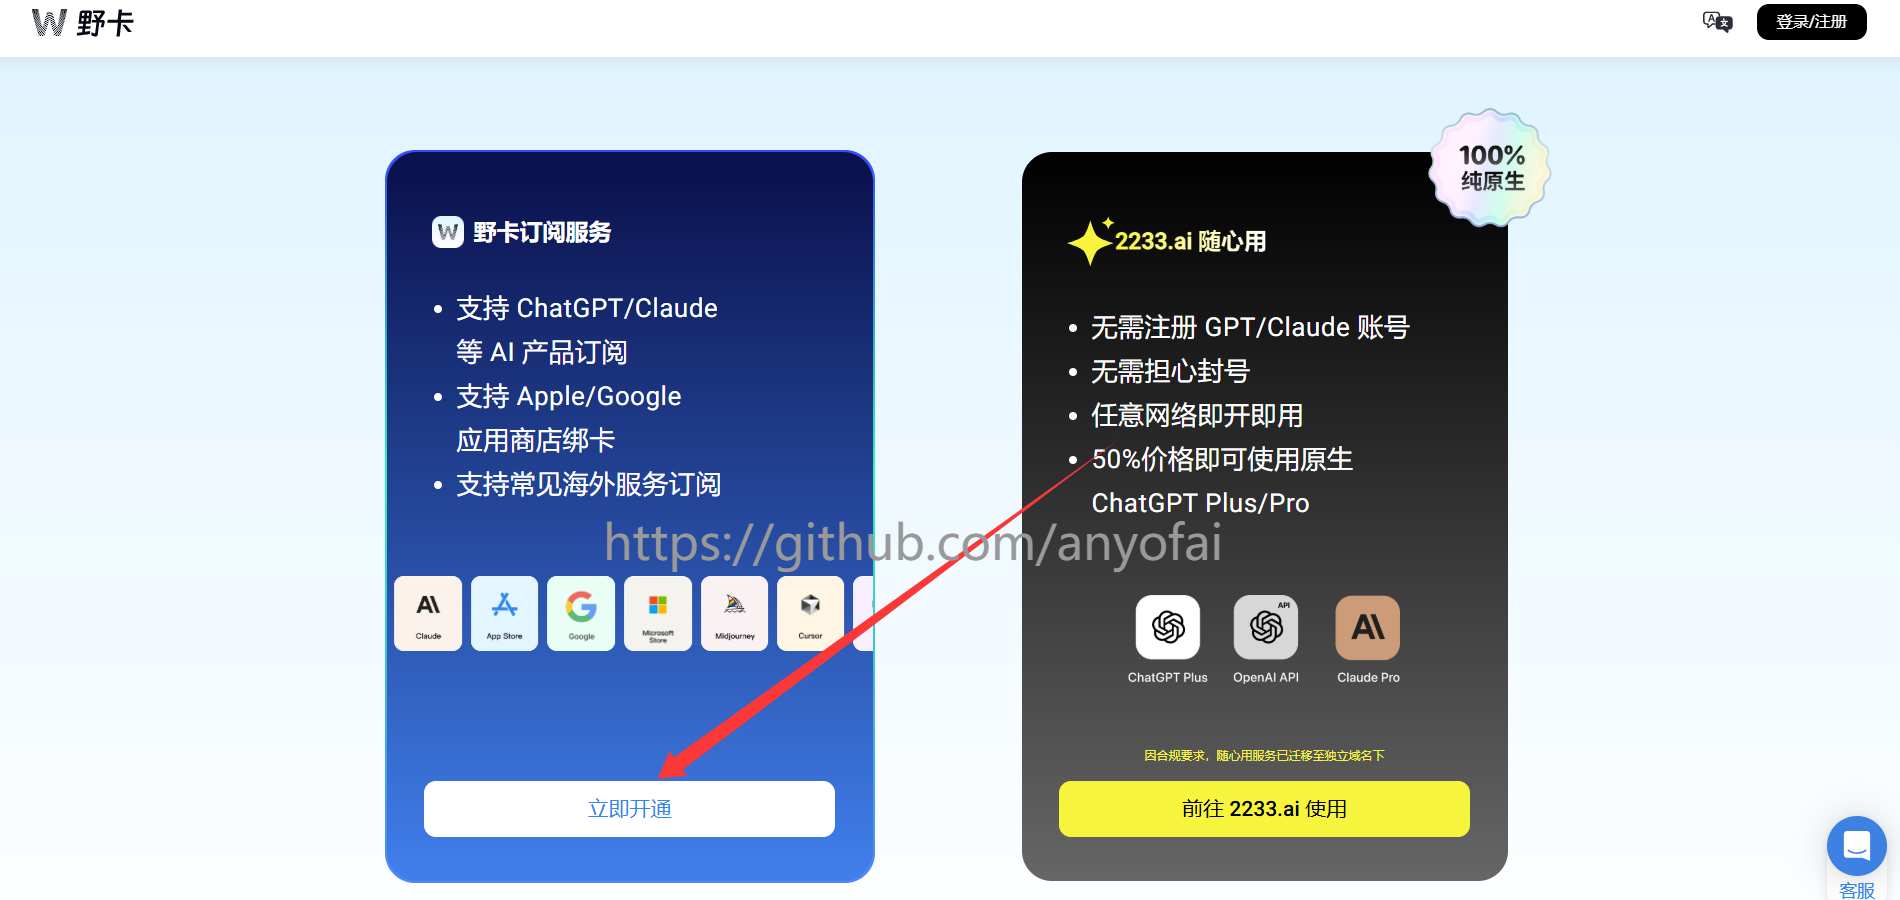 野卡
登录/注册
野卡订阅服务
支持 ChatGPT/Claude
等 AI 产品订阅
支持 Apple/Google
应用商店绑卡
支持常见海外服务订阅
Claude
App Store
Google
Microsoft
Store
Midjourney
Cursor
立即开通
100%
纯原生
2233.ai 随心用
无需注册 GPT/Claude 账号
无需担心封号
任意网络即开即用
50%价格即可使用原生
ChatGPT Plus/Pro
https://github.com/anyofai
API
ChatGPT Plus
OpenAI API
Claude Pro
因合规要求，随心用服务已迁移至独立域名下
前往 2233.ai 使用
客服